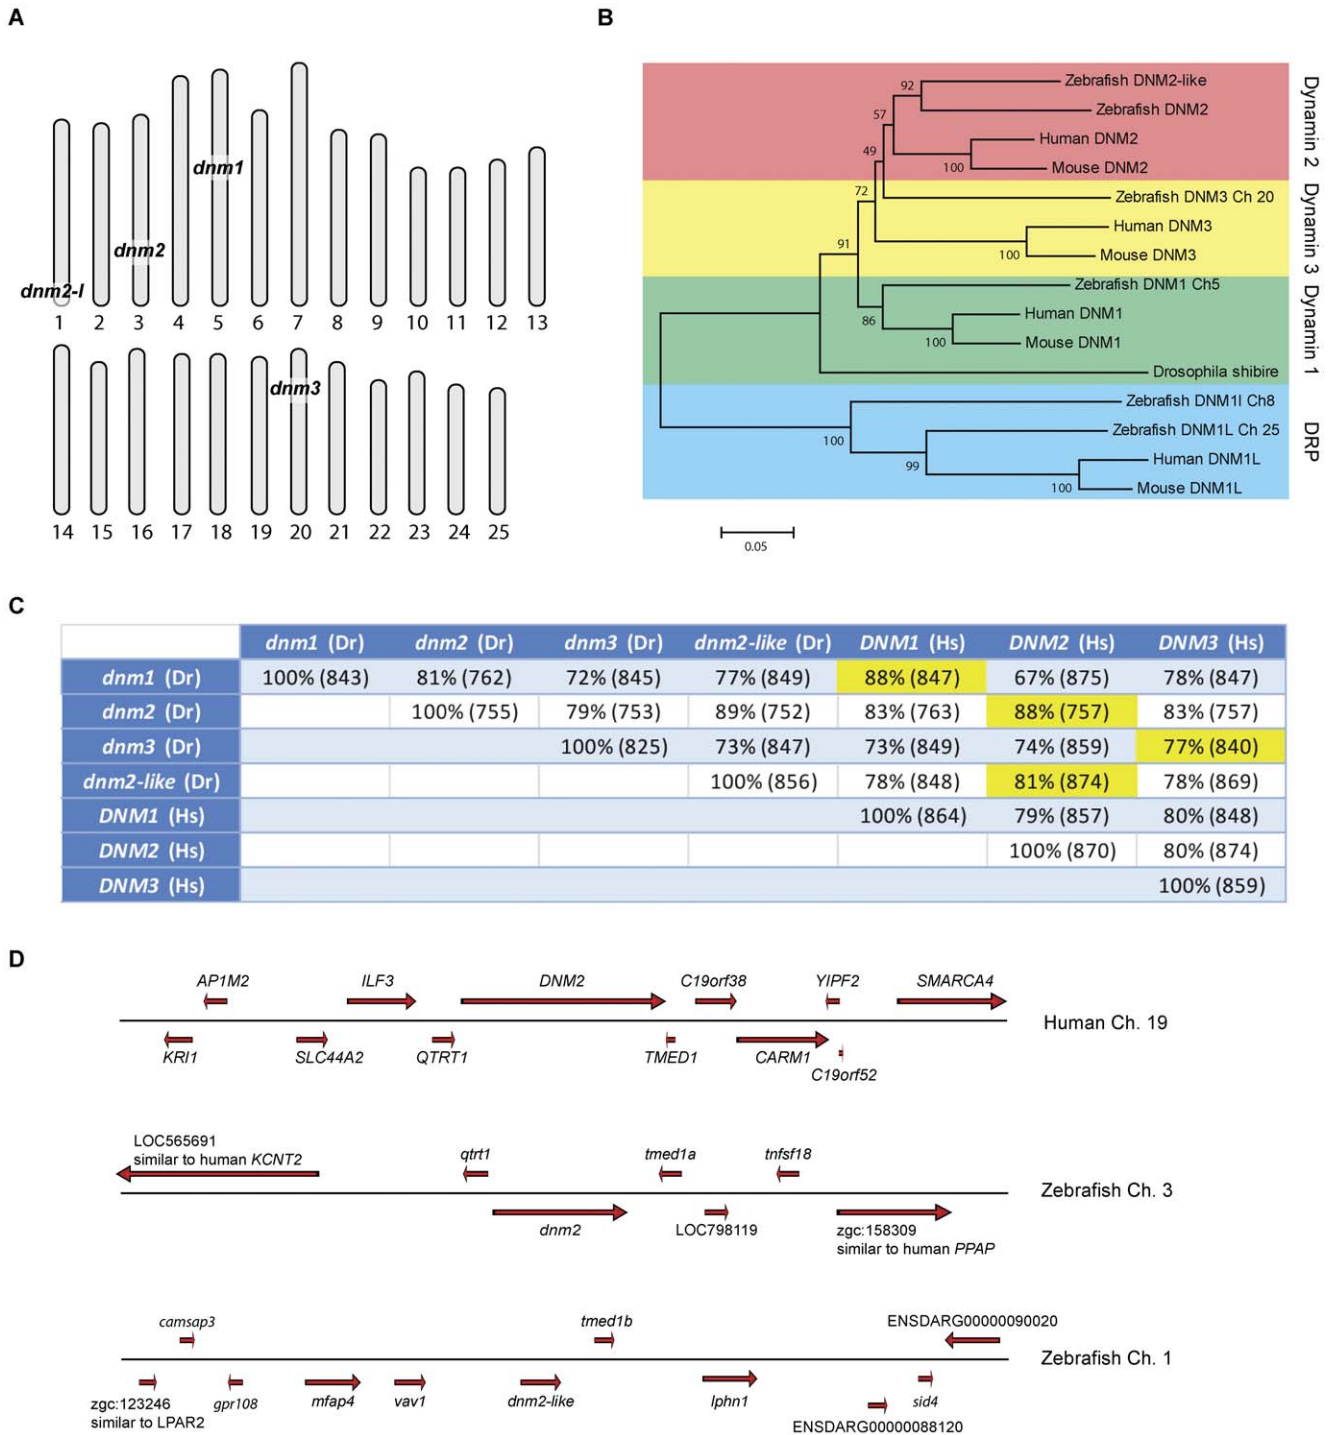 A
dnm1
dnm2
dnm2-l
1 2 3 4 5 6 7 8 9 10 11 12 13
dnm3
14 15 16 17 18 19 20 21 22 23 24 25
B
Zebrafish DNM2-like
Zebrafish DNM2
Human DNM2
Mouse DNM2
Zebrafish DNM3 Ch 20
Human DNM3
Mouse DNM3
Zebrafish DNM1 Ch5
Human DNM1
Mouse DNM1
Drosophila shibire
Zebrafish DNM1l Ch8
Zebrafish DNM1L Ch 25
Human DNM1L
Mouse DNM1L
92
57
49
100
72
100
91
86
100
100
99
100
Dynamin 2
Dynamin 3
Dynamin 1
DRP
0.05
C
dnm1 (Dr) dnm2 (Dr) dnm3 (Dr) dnm2-like (Dr) DNM1 (Hs) DNM2 (Hs) DNM3 (Hs)
dnm1 (Dr) 100% (843) 81% (762) 72% (845) 77% (849) 88% (847) 67% (875) 78% (847)
dnm2 (Dr) 100% (755) 79% (753) 89% (752) 83% (763) 88% (757) 83% (757)
dnm3 (Dr) 100% (825) 73% (847) 73% (849) 74% (859) 77% (840)
dnm2-like (Dr) 100% (856) 78% (848) 81% (874) 78% (869)
DNM1 (Hs) 100% (864) 79% (857) 80% (848)
DNM2 (Hs) 100% (870) 80% (874)
DNM3 (Hs) 100% (859)
D
AP1M2 ILF3 DNM2 C19orf38 YIPF2 SMARCA4
Human Ch. 19
KRI1 SLC44A2 QTRT1 TMED1 CARM1
C19orf52
LOC565691
similar to human KCNT2
qtrt1 tmed1a tnfsf18
Zebrafish Ch. 3
dnm2 LOC798119 zgc:158309
similar to human PPAP
camsap3 tmed1b ENSDARG00000090020
Zebrafish Ch. 1
zgc:123246 gpr108 mfap4 vav1 dnm2-like lphn1 sid4
similar to LPAR2
ENSDARG00000088120